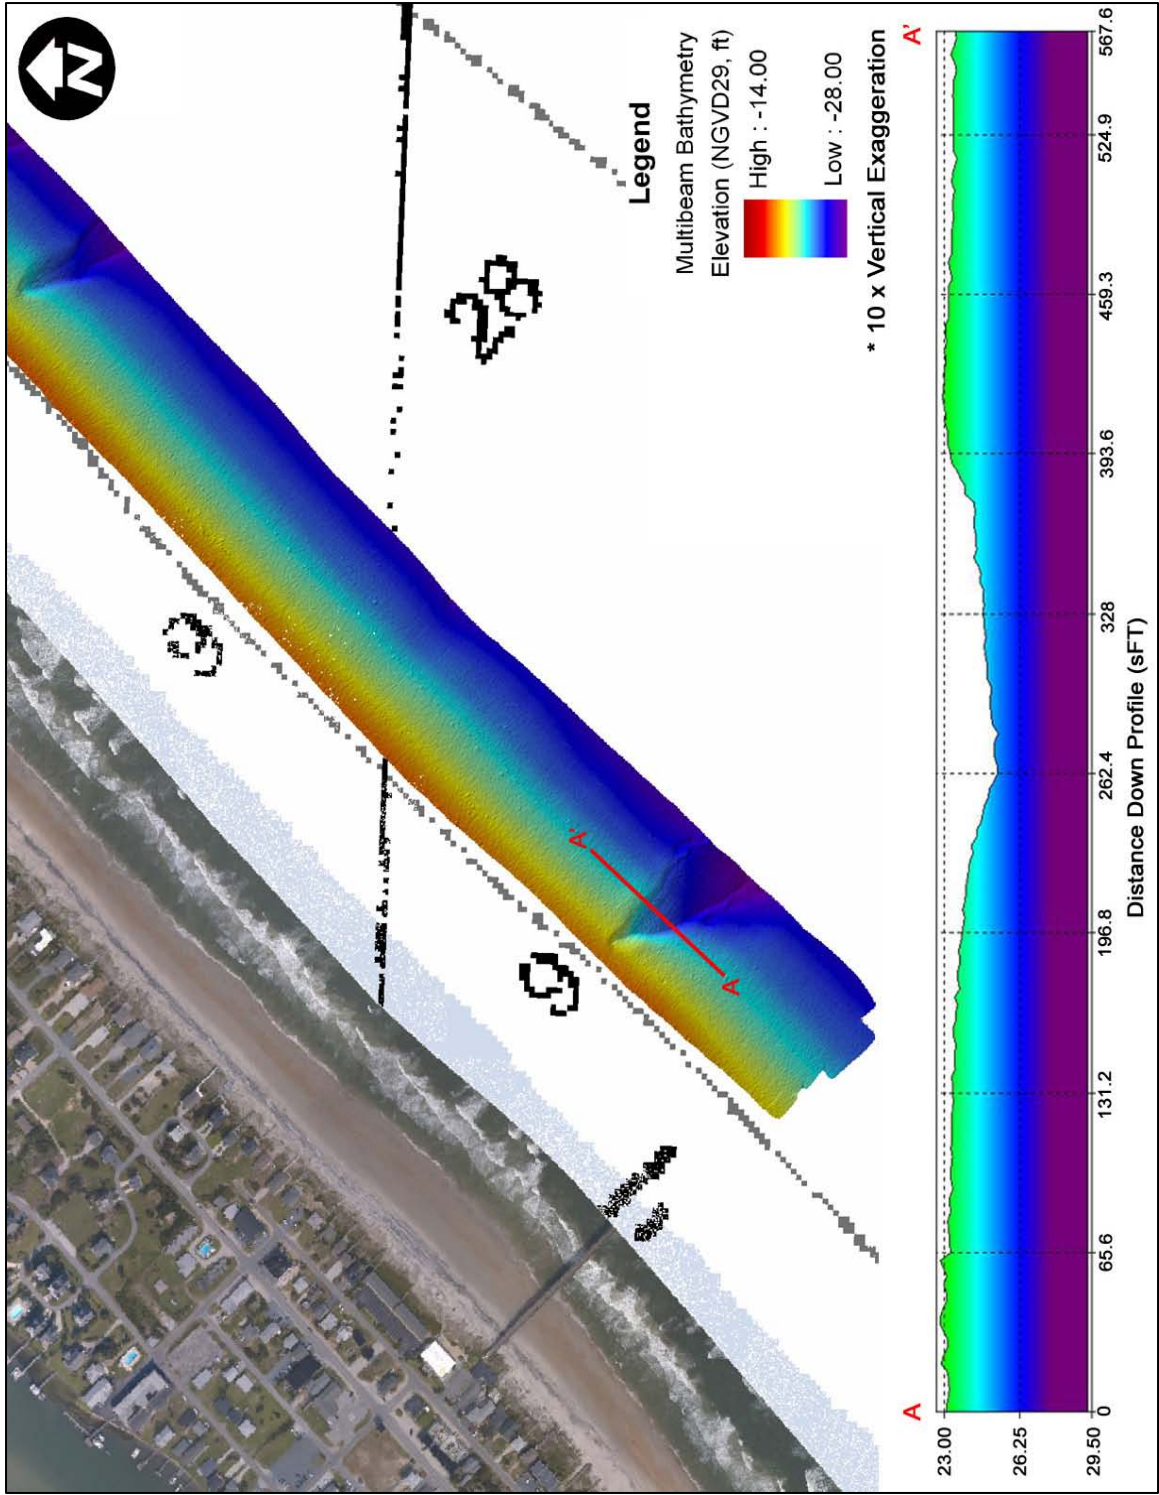 N
9
9
28
A'
A
Legend
Multibeam Bathymetry
Elevation (NGVD29, ft)
High : -14.00
Low : -28.00
* 10 x Vertical Exaggeration
A
A'
23.00
26.25
29.50
0
65.6
131.2
196.8
262.4
328
393.6
459.3
524.9
567.6
Distance Down Profile (sFT)